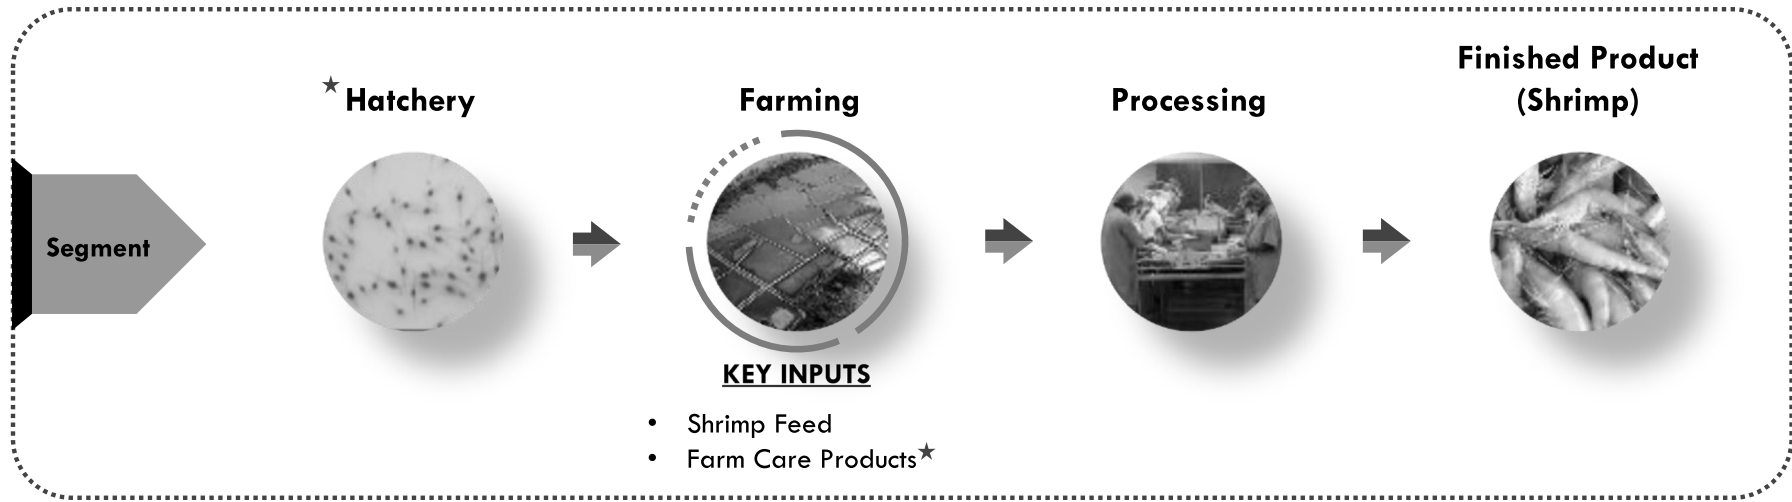 Segment
★ Hatchery
Farming
Processing
Finished Product
(Shrimp)
KEY INPUTS
• Shrimp Feed
• Farm Care Products★